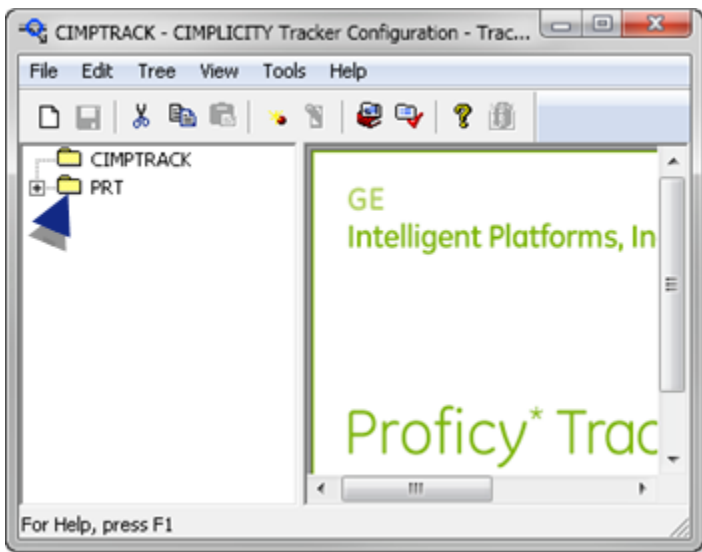 CIMPTRACK - CIMPLICITY Tracker Configuration - Trac...
File Edit Tree View Tools Help
CIMPTRACK
PRT
GE
Intelligent Platforms, In
Proficy* Trac
For Help, press F1